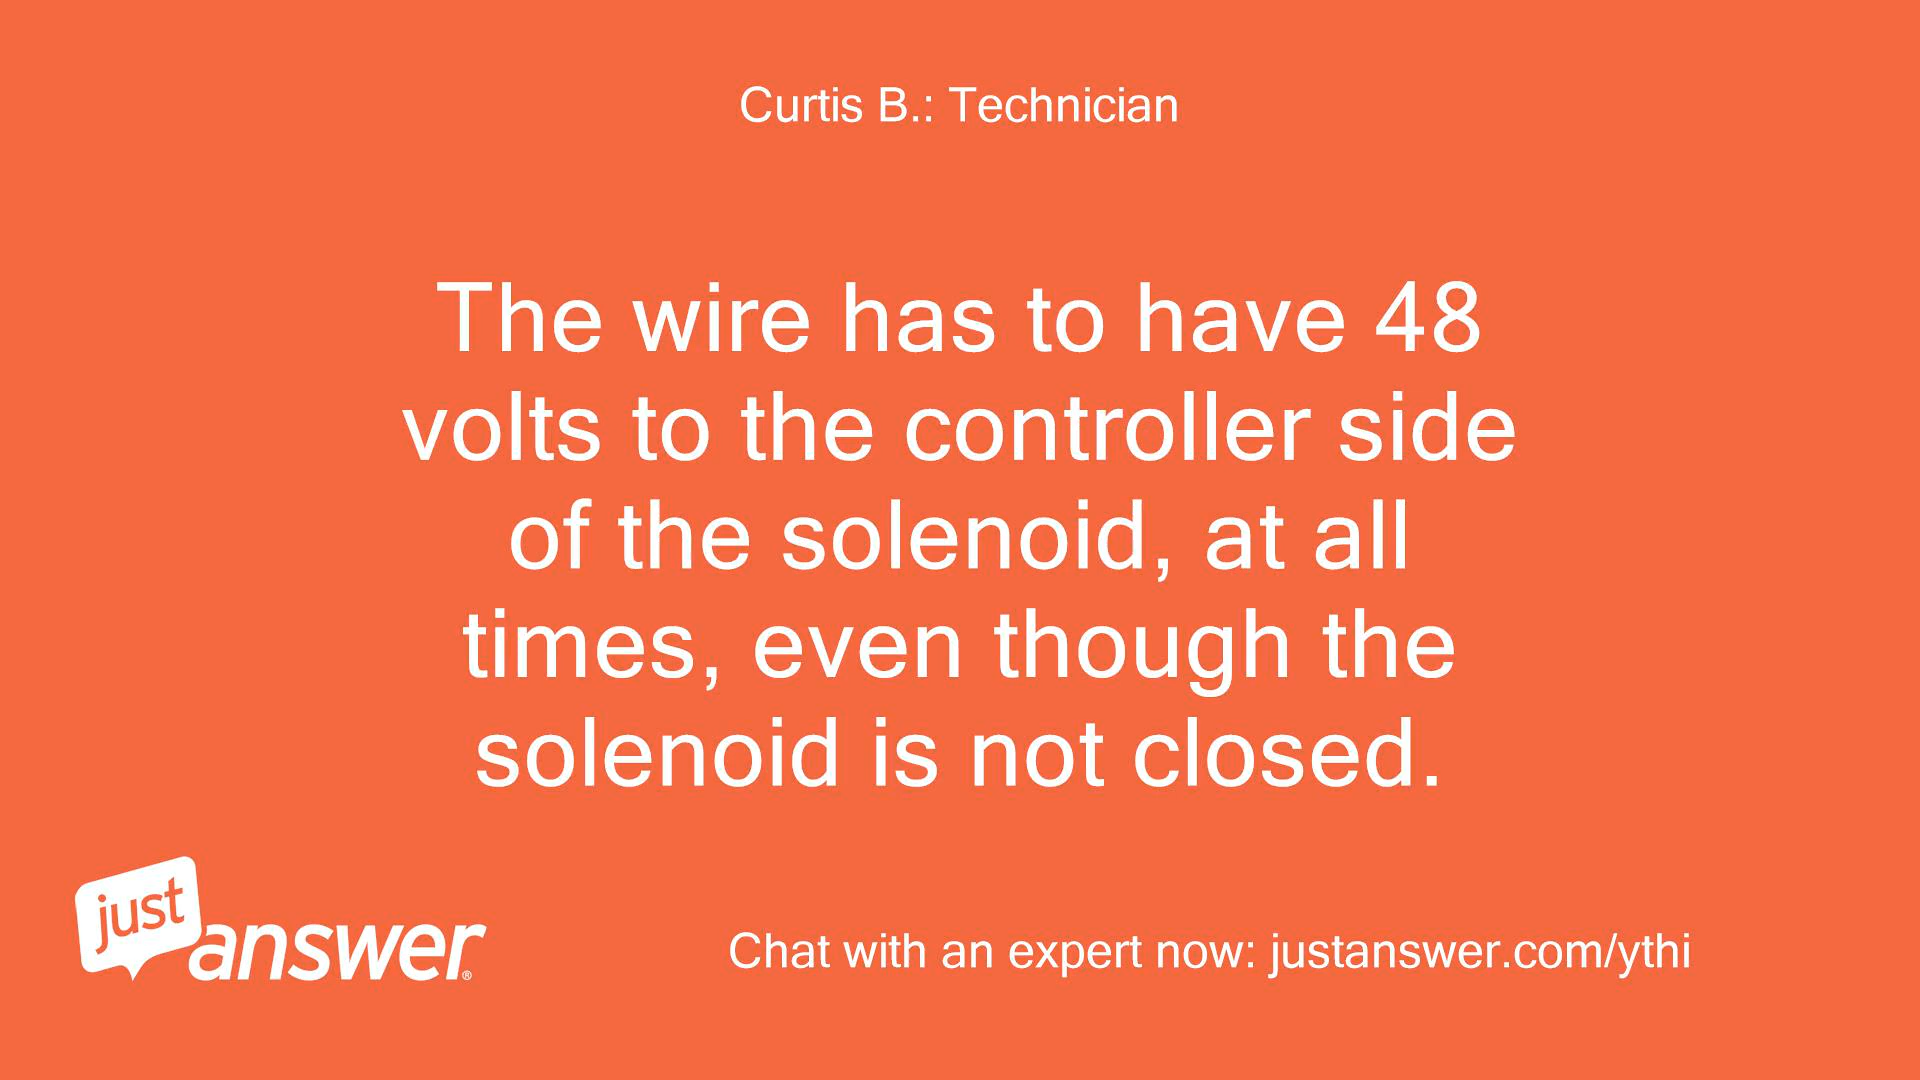 Curtis B.: Technician
The wire has to have 48
volts to the controller side
of the solenoid, at all
times, even though the
solenoid is not closed.
just
answer®
Chat with an expert now: justanswer.com/ythi